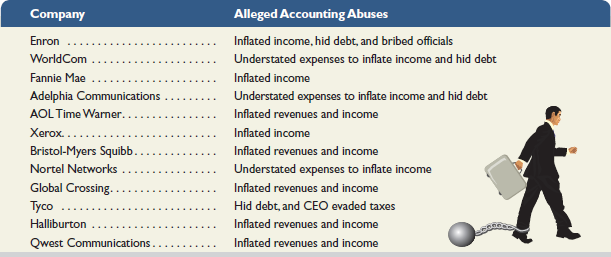 Company Alleged Accounting Abuses
Enron ........................ Inflated income, hid debt, and bribed officials
WorldCom .................... Understated expenses to inflate income and hid debt
Fannie Mae .................... Inflated income
Adelphia Communications ......... Understated expenses to inflate income and hid debt
AOL Time Warner............... Inflated revenues and income
Xerox......................... Inflated income
Bristol-Myers Squibb............. Inflated revenues and income
Nortel Networks ............... Understated expenses to inflate income
Global Crossing................. Inflated revenues and income
Tyco ......................... Hid debt, and CEO evaded taxes
Halliburton .................... Inflated revenues and income
Qwest Communications........... Inflated revenues and income